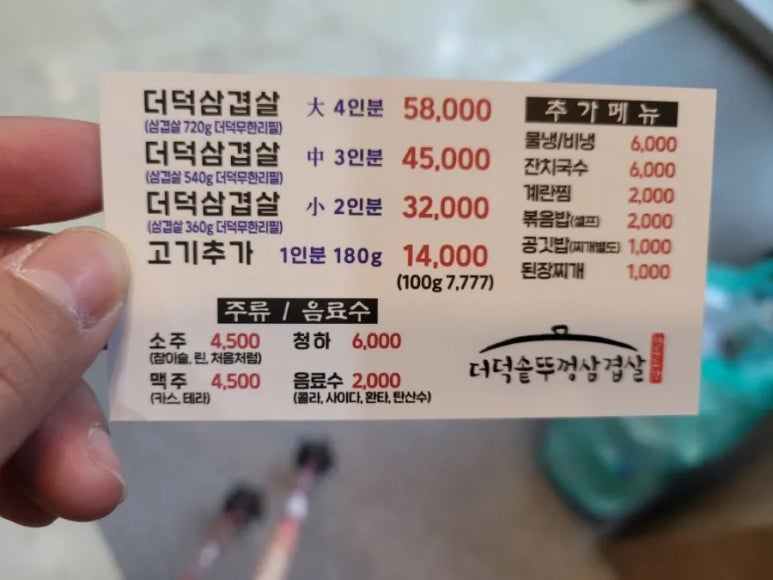 더덕삼겹살 大 4인분 58,000
(삼겹살 720g 더덕무한리필)
더덕삼겹살 中 3인분 45,000
(삼겹살 540g 더덕무한리필)
더덕삼겹살 小 2인분 32,000
(삼겹살 360g 더덕무한리필)
고기추가 1인분 180g 14,000
(100g 7,777)
추가메뉴
물냉/비냉 6,000
잔치국수 6,000
계란찜 2,000
볶음밥(셀프) 2,000
공깃밥(찌개별도) 1,000
된장찌개 1,000
주류 / 음료수
소주 4,500 청하 6,000
(참이슬, 린, 처음처럼)
맥주 4,500 음료수 2,000
(카스, 테라) (콜라, 사이다, 환타, 탄산수)
더덕솥뚜껑삼겹살